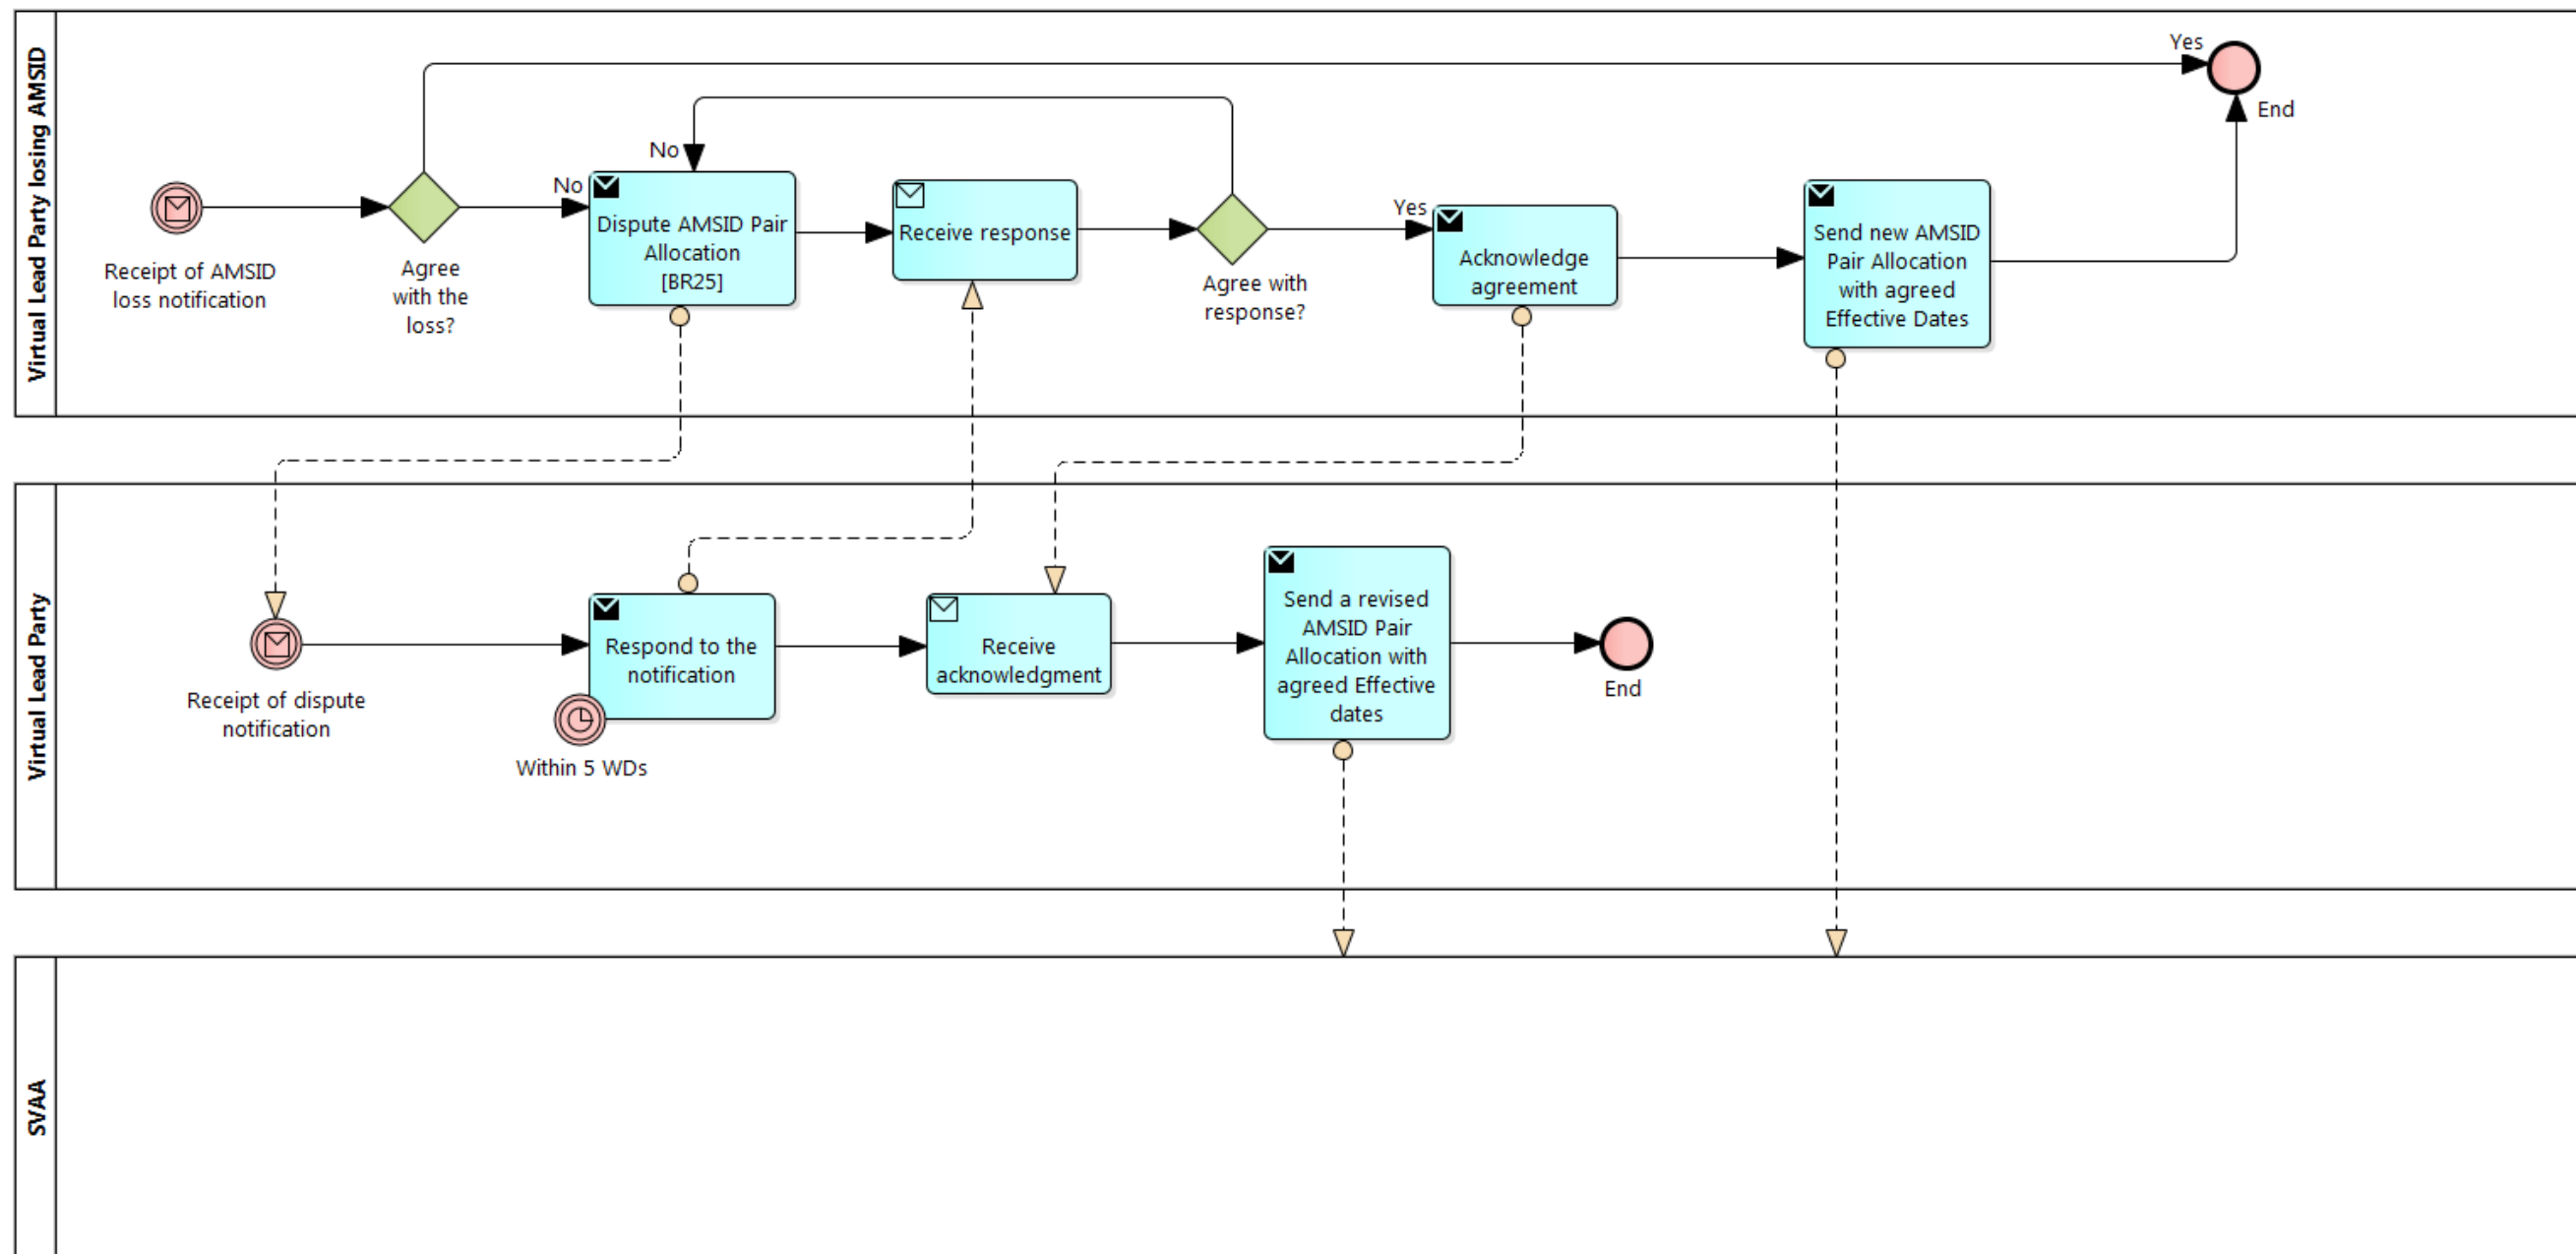 Virtual Lead Party losing AMSID
Receipt of AMSID
loss notification
Agree
with the
loss?
Yes
No
No
Dispute AMSID Pair
Allocation
[BR25]
Receive response
Agree with
response?
Yes
Acknowledge
agreement
Send new AMSID
Pair Allocation
with agreed
Effective Dates
End
Virtual Lead Party
Receipt of dispute
notification
Respond to the
notification
Within 5 WDs
Receive
acknowledgment
Send a revised
AMSID Pair
Allocation with
agreed Effective
dates
End
SVAA